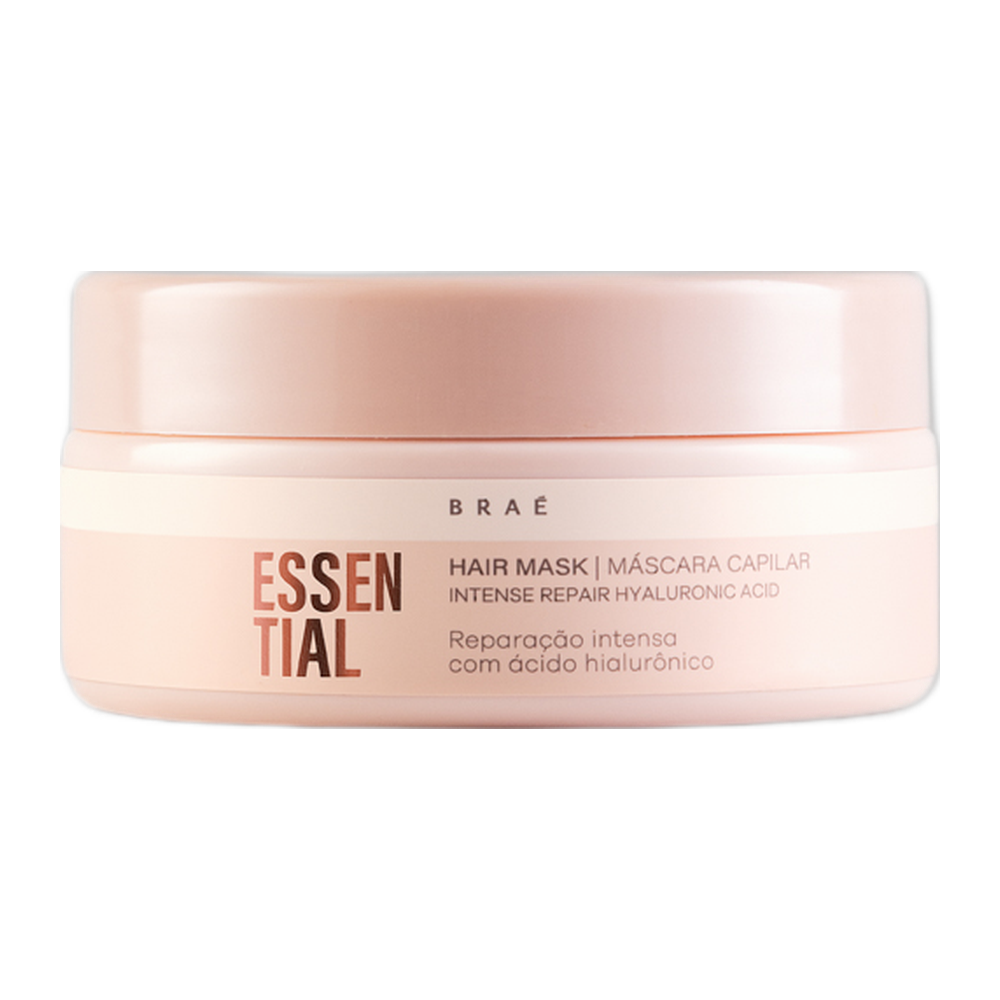 BRAÉ
ESSEN
TIAL
HAIR MASK | MÁSCARA CAPILAR
INTENSE REPAIR HYALURONIC ACID
Reparação intensa
com ácido hialurônico